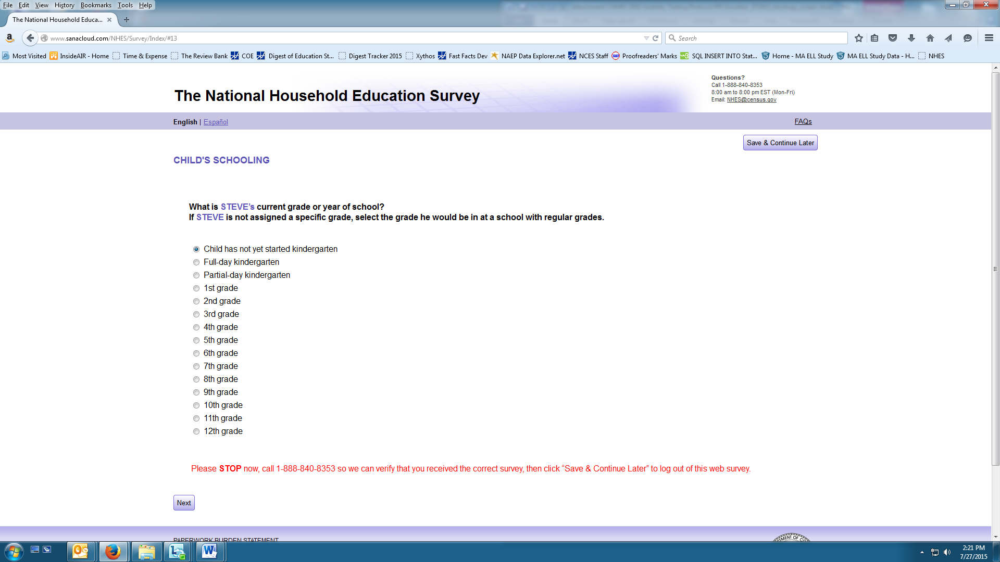 File Edit View History Bookmarks Tools Help
The National Household Educa...
www.sanacloud.com/NHES/Survey/Index/#13
Search
Most Visited InsideAIR - Home Time & Expense The Review Bank COE Digest of Education St... Digest Tracker 2015 Xythos Fast Facts Dev NAEP Data Explorer.net NCES Staff Proofreaders' Marks SQL INSERT INTO Stat... Home - MA ELL Study MA ELL Study Data - H... NHES
Questions?
Call 1-888-840-8353
8:00 am to 8:00 pm EST (Mon-Fri)
Email: NHES@census.gov
The National Household Education Survey
English | Español
FAQs
Save & Continue Later
CHILD'S SCHOOLING
What is STEVE’s current grade or year of school?
If STEVE is not assigned a specific grade, select the grade he would be in at a school with regular grades.
Child has not yet started kindergarten
Full-day kindergarten
Partial-day kindergarten
1st grade
2nd grade
3rd grade
4th grade
5th grade
6th grade
7th grade
8th grade
9th grade
10th grade
11th grade
12th grade
Please STOP now, call 1-888-840-8353 so we can verify that you received the correct survey, then click “Save & Continue Later” to log out of this web survey.
Next
PAPERWORK BURDEN STATEMENT
2:21 PM
7/27/2015